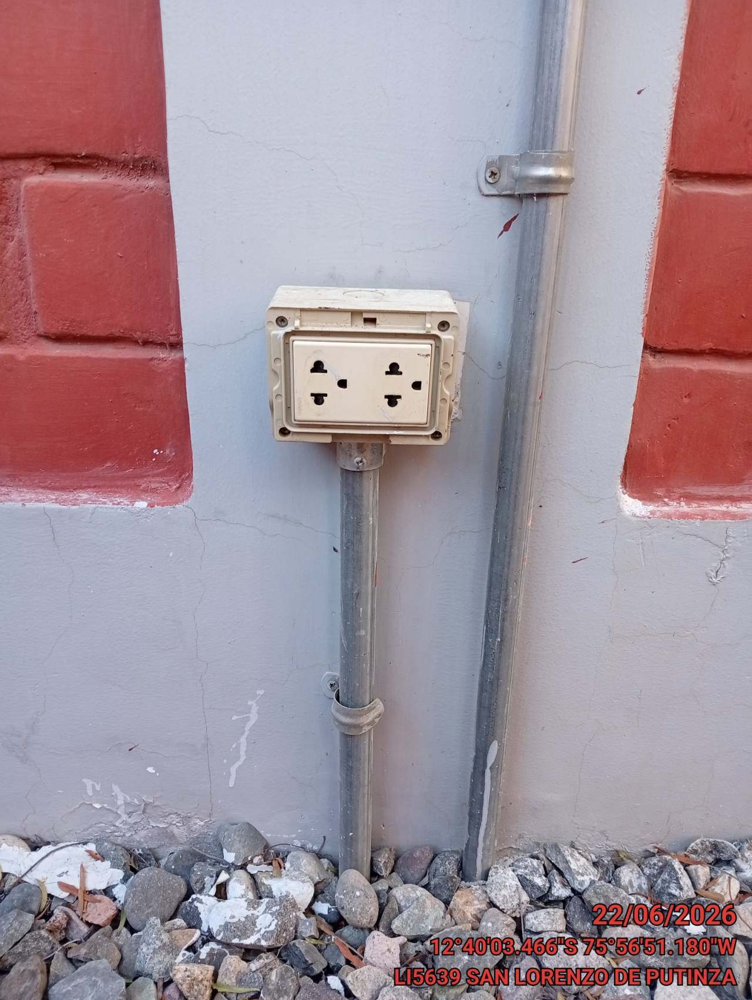 22/06/2026
12°40'03.466"S 75°56'51.180"W
LI5639 SAN LORENZO DE PUTINZA